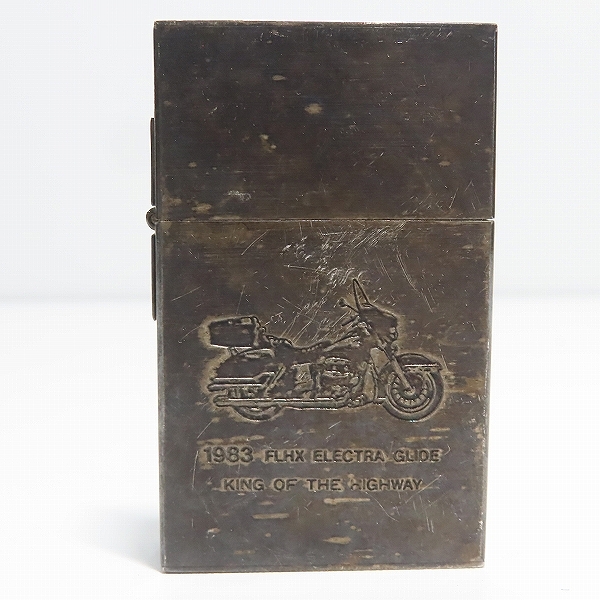 1983 FLHX ELECTRA GLIDE
KING OF THE HIGHWAY